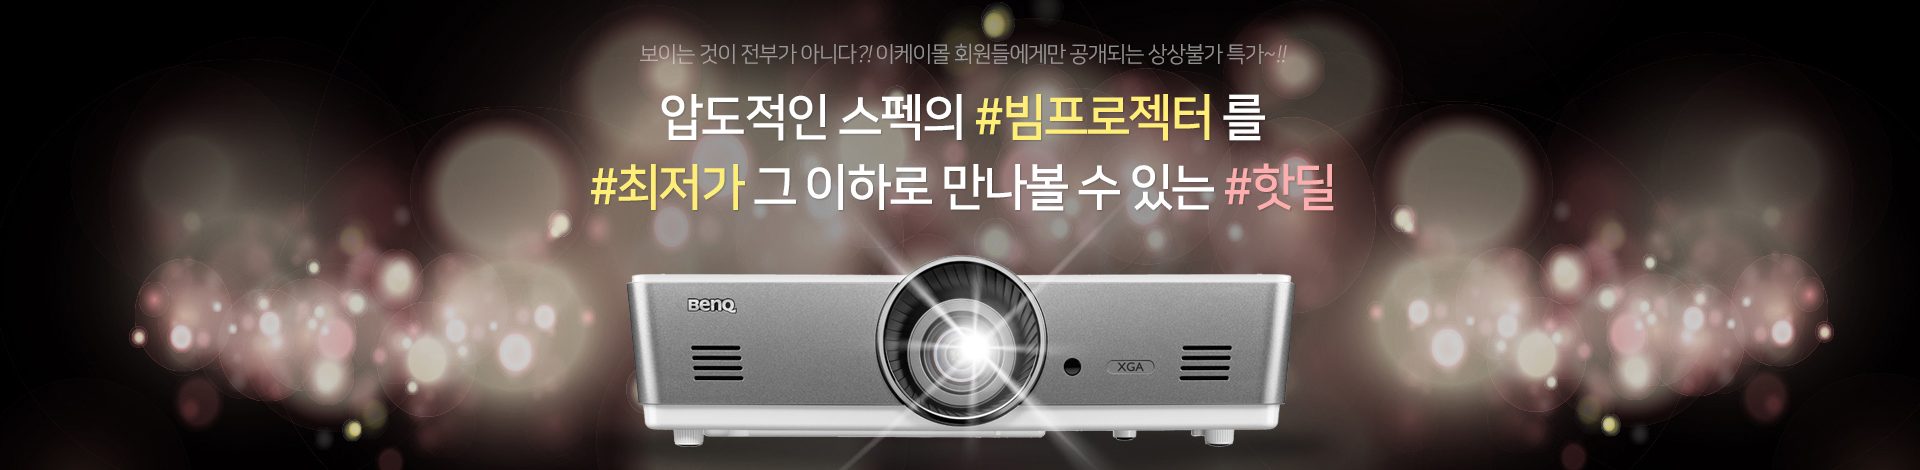 보이는 것이 전부가 아니다?! 이케이몰 회원들에게만 공개되는 상상불가 특가~!!
압도적인 스펙의 #빔프로젝터 를
#최저가 그 이하로 만나볼 수 있는 #핫딜
BenQ
XGA